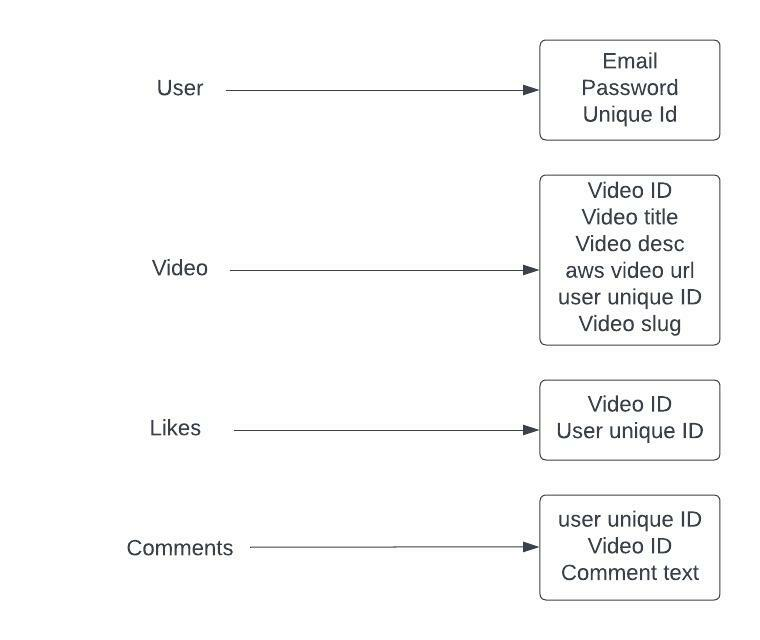 User
Email
Password
Unique Id
Video
Video ID
Video title
Video desc
aws video url
user unique ID
Video slug
Likes
Video ID
User unique ID
Comments
user unique ID
Video ID
Comment text